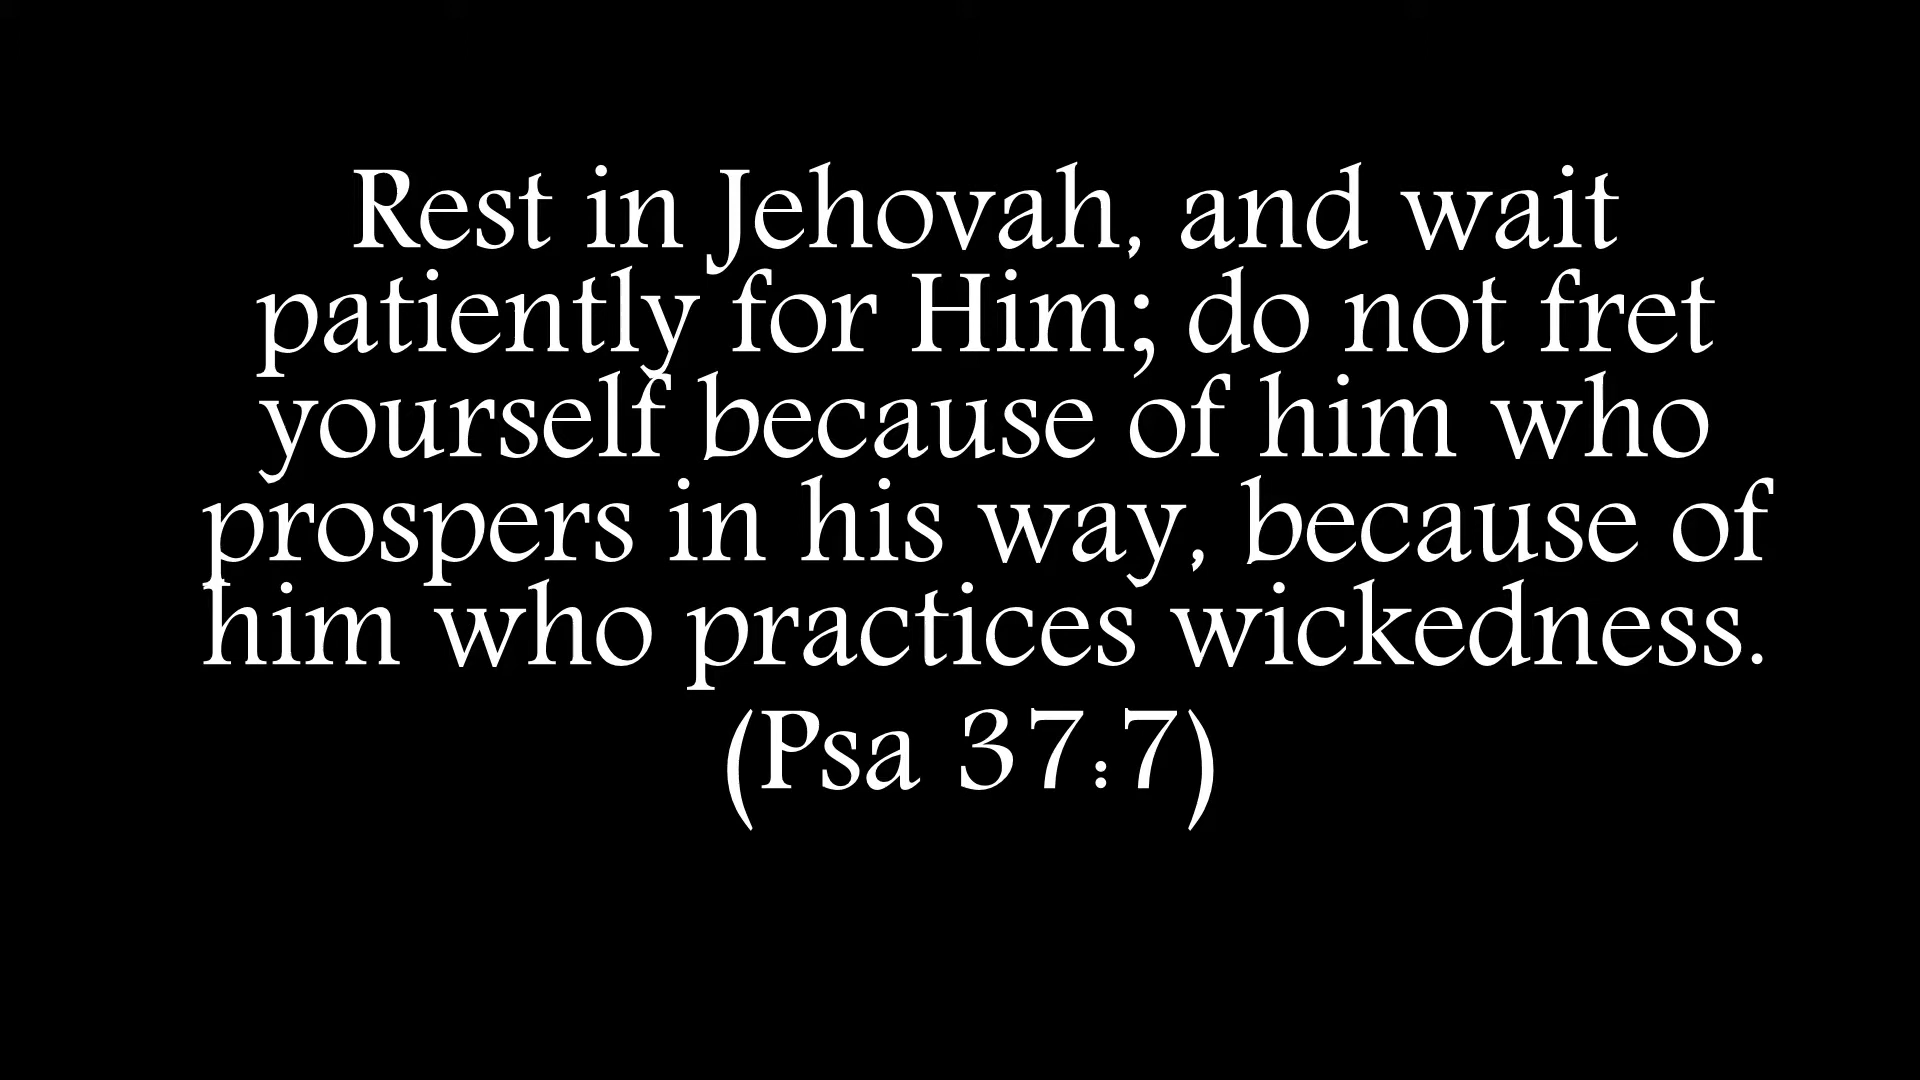 Rest in Jehovah, and wait
patiently for Him; do not fret
yourself because of him who
prospers in his way, because of
him who practices wickedness.
(Psa 37:7)